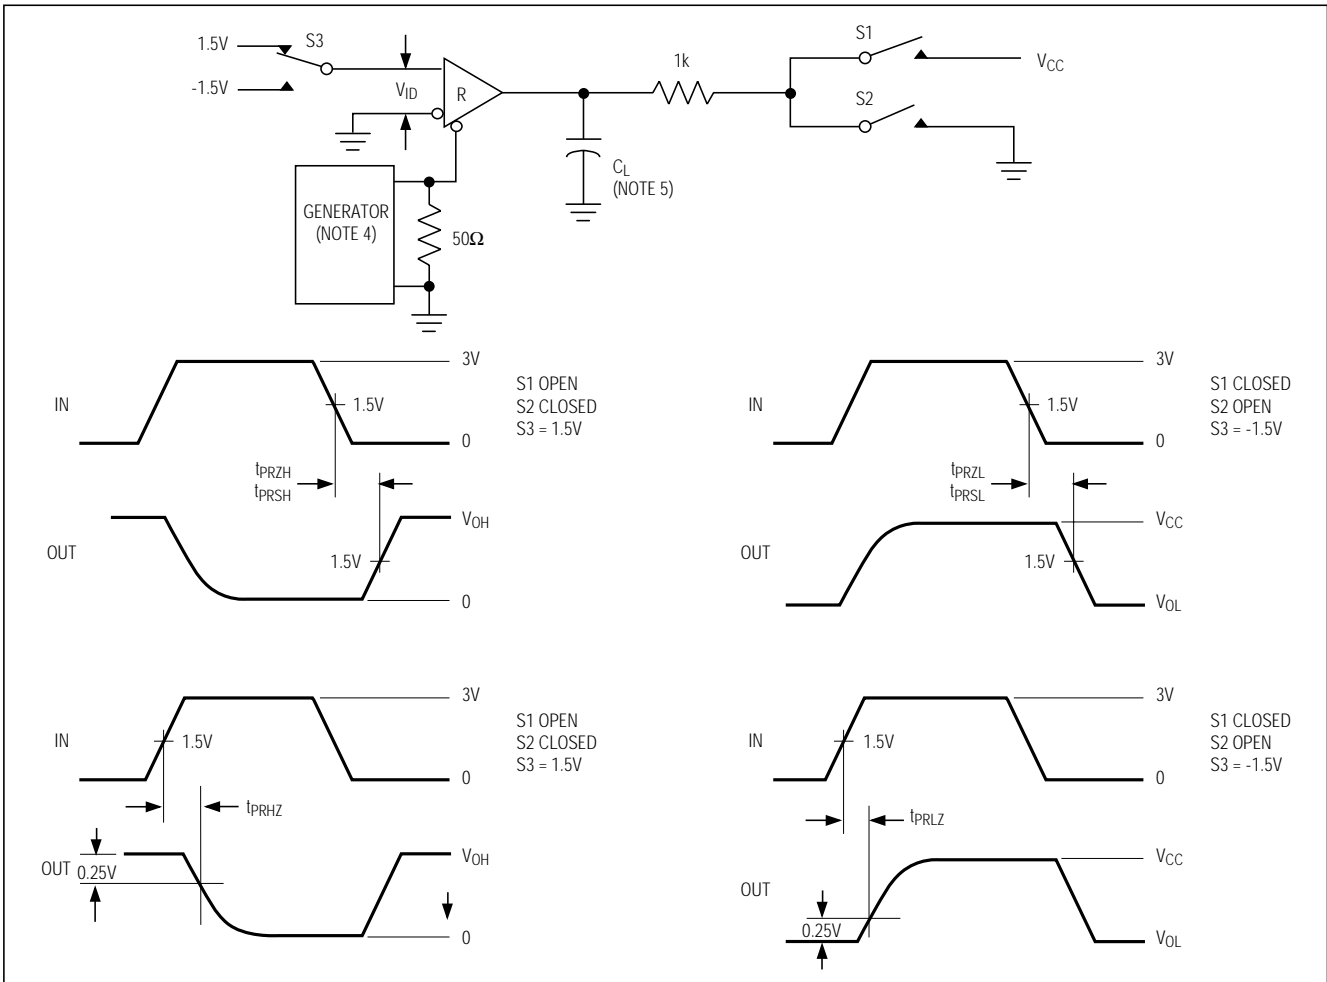 1.5V
S3
-1.5V
VID
R
1k
S1
VCC
S2
CL
(NOTE 5)
GENERATOR
(NOTE 4)
50Ω
IN
3V
1.5V
0
S1 OPEN
S2 CLOSED
S3 = 1.5V
tPRZH
tPRSH
OUT
VOH
1.5V
0
IN
3V
1.5V
0
S1 CLOSED
S2 OPEN
S3 = -1.5V
tPRZL
tPRSL
OUT
VCC
1.5V
VOL
IN
3V
1.5V
0
S1 OPEN
S2 CLOSED
S3 = 1.5V
tPRHZ
OUT
0.25V
VOH
0
IN
3V
1.5V
0
S1 CLOSED
S2 OPEN
S3 = -1.5V
tPRLZ
OUT
VCC
0.25V
VOL